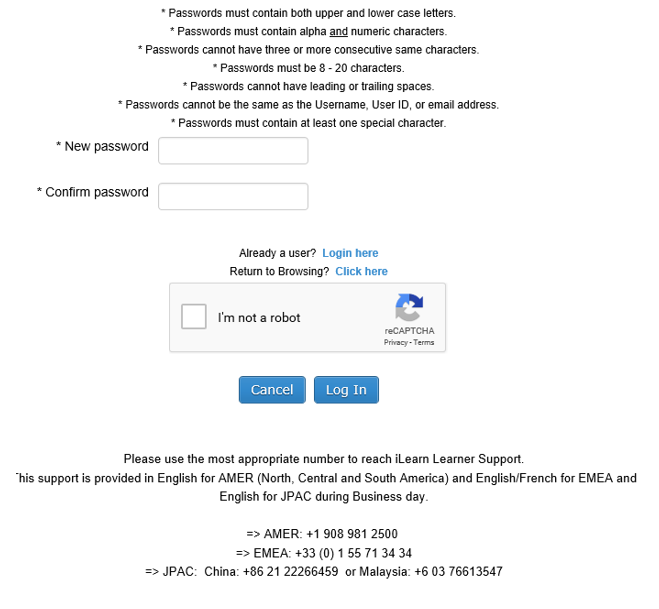 * Passwords must contain both upper and lower case letters.
* Passwords must contain alpha and numeric characters.
* Passwords cannot have three or more consecutive same characters.
* Passwords must be 8 - 20 characters.
* Passwords cannot have leading or trailing spaces.
* Passwords cannot be the same as the Username, User ID, or email address.
* Passwords must contain at least one special character.
* New password
* Confirm password
Already a user? Login here
Return to Browsing? Click here
I'm not a robot
reCAPTCHA
Privacy - Terms
Cancel Log In
Please use the most appropriate number to reach iLearn Learner Support.
his support is provided in English for AMER (North, Central and South America) and English/French for EMEA and
English for JPAC during Business day.
=> AMER: +1 908 981 2500
=> EMEA: +33 (0) 1 55 71 34 34
=> JPAC: China: +86 21 22266459 or Malaysia: +6 03 76613547